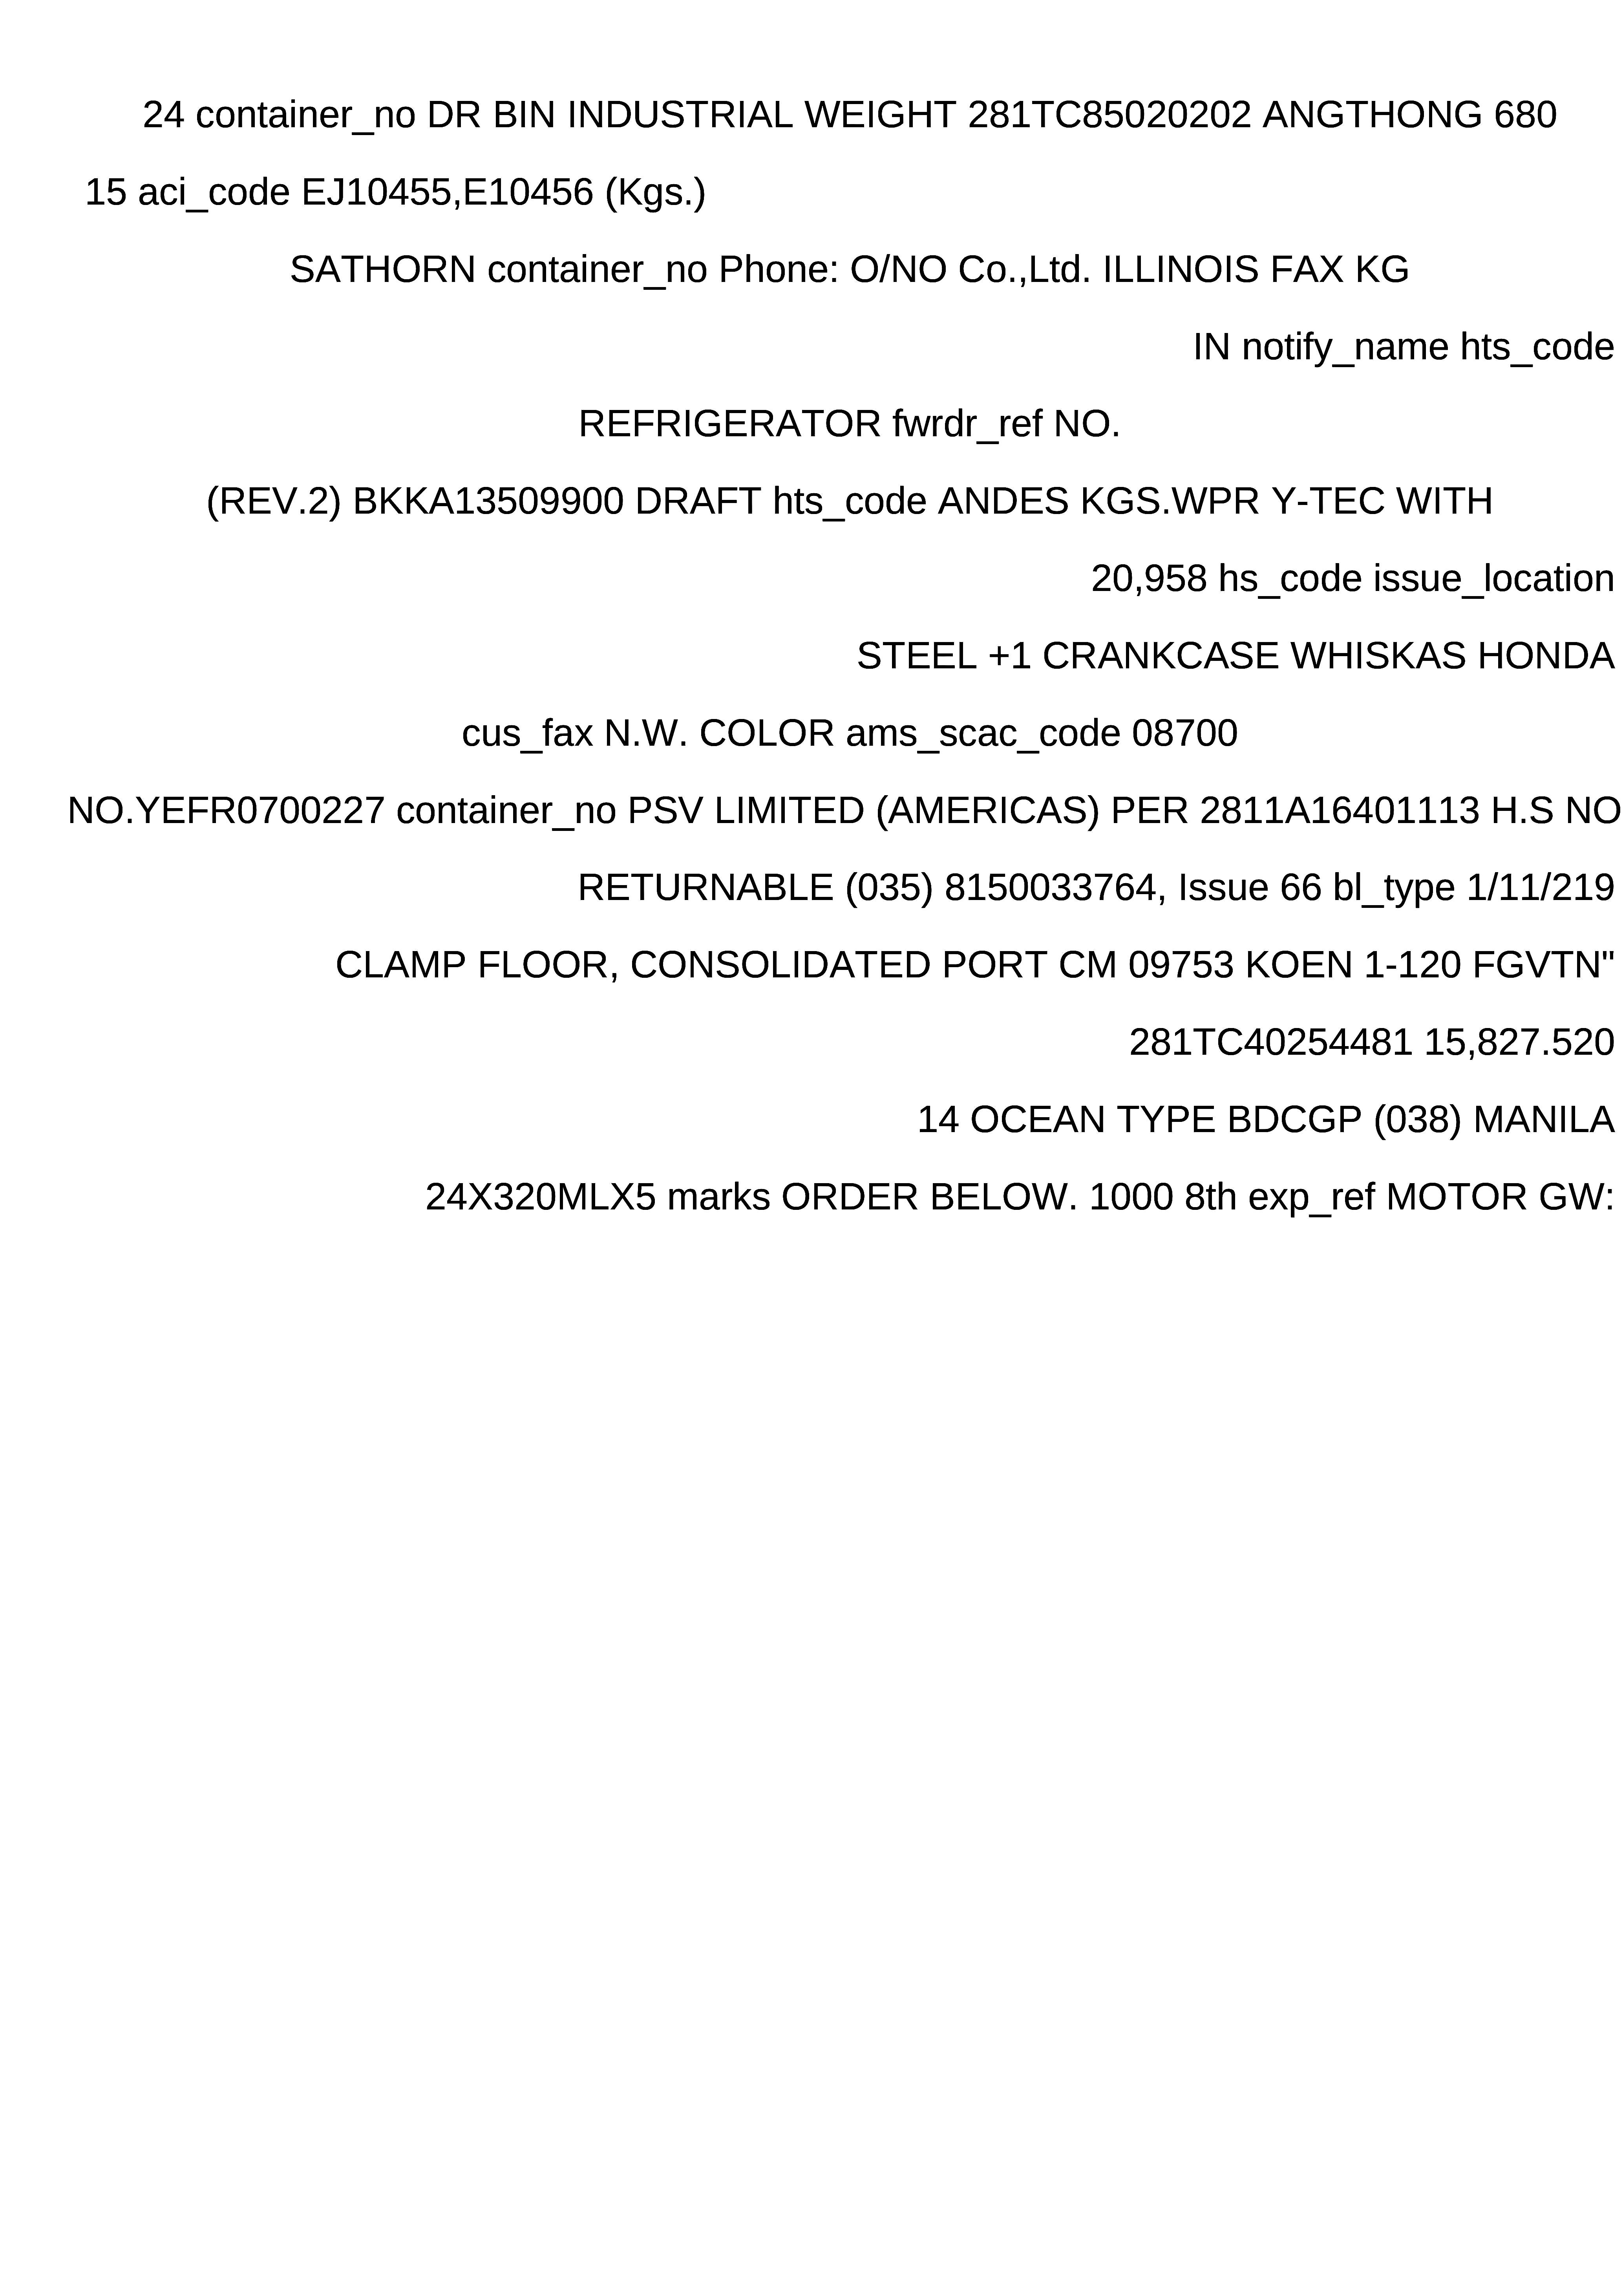 24 container_no DR BIN INDUSTRIAL WEIGHT 281TC85020202 ANGTHONG 680
15 aci_code EJ10455,E10456 (Kgs.)
SATHORN container_no Phone: O/NO Co.,Ltd. ILLINOIS FAX KG
IN notify_name hts_code
REFRIGERATOR fwrdr_ref NO.
(REV.2) BKKA13509900 DRAFT hts_code ANDES KGS.WPR Y-TEC WITH
20,958 hs_code issue_location
STEEL +1 CRANKCASE WHISKAS HONDA
cus_fax N.W. COLOR ams_scac_code 08700
NO.YEFR0700227 container_no PSV LIMITED (AMERICAS) PER 2811A16401113 H.S NO
RETURNABLE (035) 8150033764, Issue 66 bl_type 1/11/219
CLAMP FLOOR, CONSOLIDATED PORT CM 09753 KOEN 1-120 FGVTN"
281TC40254481 15,827.520
14 OCEAN TYPE BDCGP (038) MANILA
24X320MLX5 marks ORDER BELOW. 1000 8th exp_ref MOTOR GW: